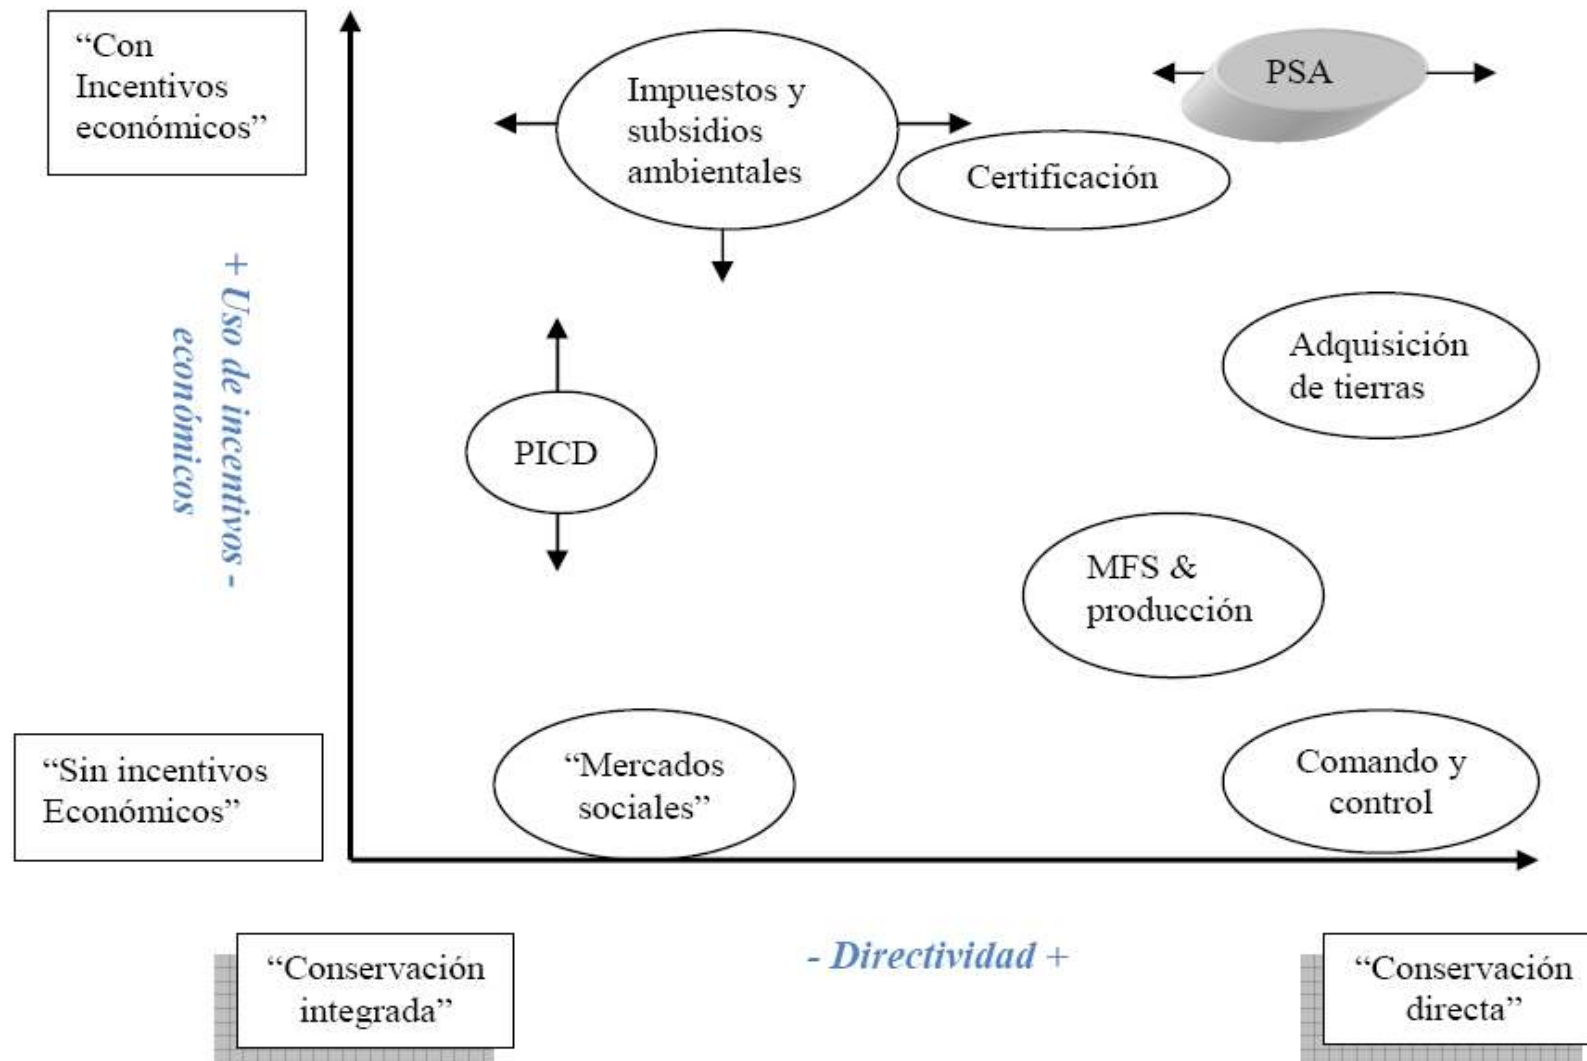 “Con
Incentivos
económicos”
Impuestos y
subsidios
ambientales
PSA
Certificación
+ Uso de incentivos -
económicos
Adquisición
de tierras
PICD
MFS &
producción
“Sin incentivos
Económicos”
“Mercados
sociales”
Comando y
control
“Conservación
integrada”
- Directividad +
“Conservación
directa”